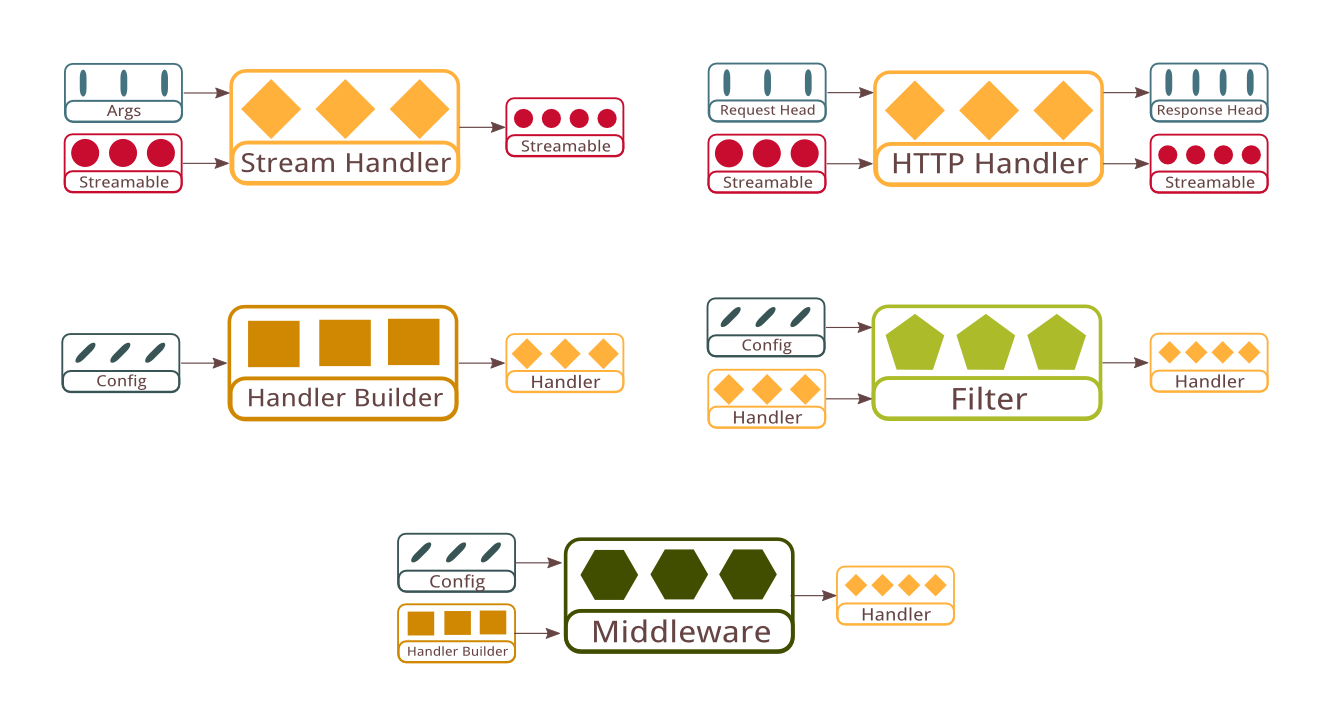 Args
Streamable
Stream Handler
Streamable
Request Head
Streamable
HTTP Handler
Response Head
Streamable
Config
Handler Builder
Handler
Config
Handler
Filter
Handler
Config
Handler Builder
Middleware
Handler